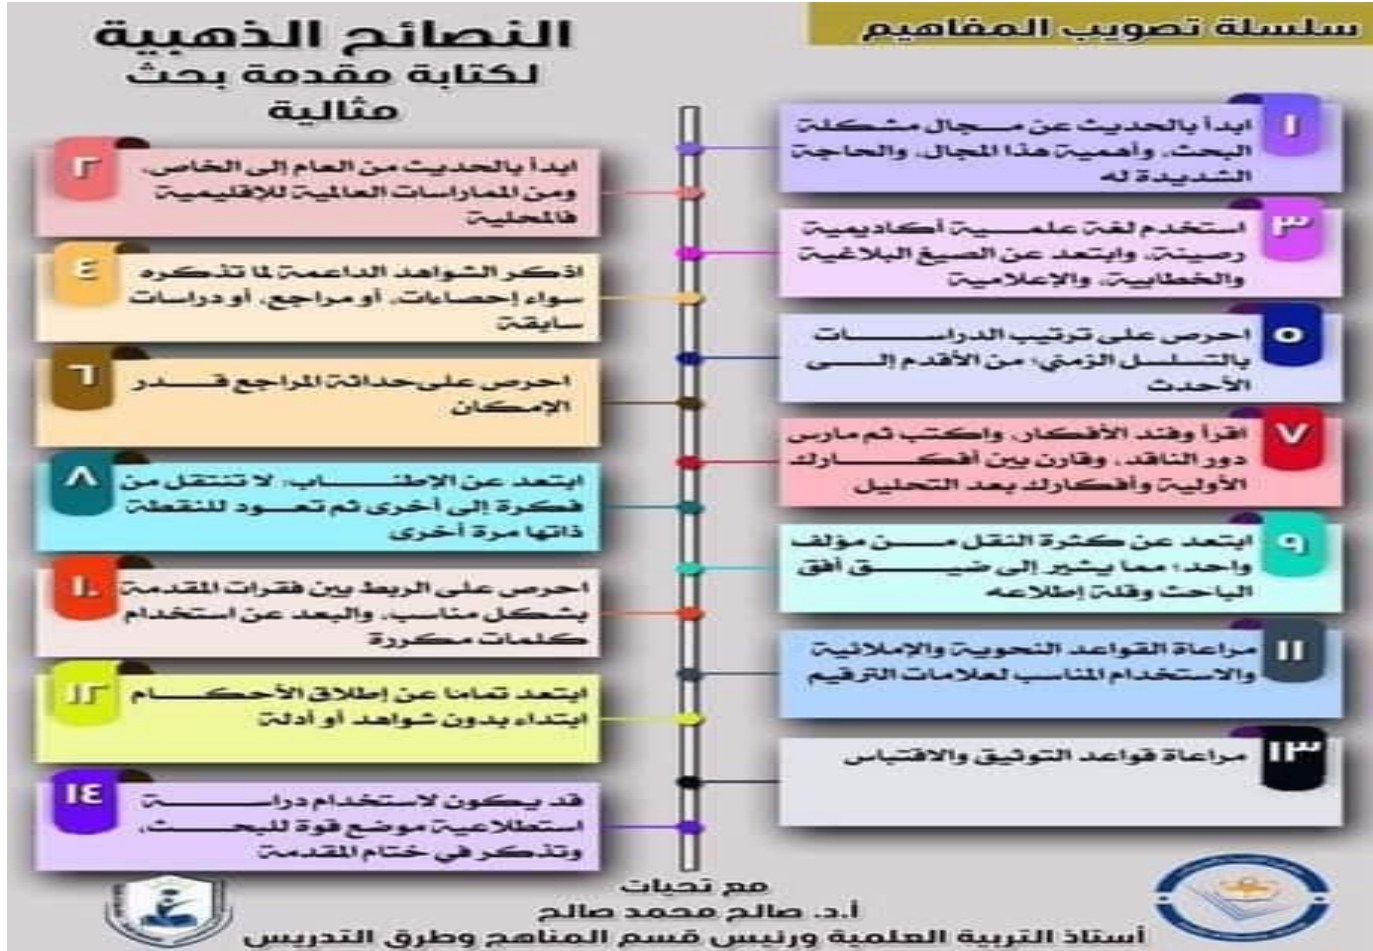 سلسلة تصويب المفاهيم
النصائح الذهبية
لكتابة مقدمة بحث
مثالية
١
ابدأ بالحديث عن مجال مشكلة
البحث، وأهمية هذا المجال، والحاجة
الشديدة له
٢
ابدأ بالحديث من العام إلى الخاص،
ومن الممارسات العالمية للإقليمية
فالمحلية
٣
استخدم لغة علمية أكاديمية
رصينة، وابتعد عن الصيغ البلاغية
والخطابية، والإعلامية
٤
اذكر الشواهد الداعمة لما تذكره
سواء إحصاءات، أو مراجع، أو دراسات
سابقة
٥
احرص على ترتيب الدراسات
بالتسلسل الزمني؛ من الأقدم إلى
الأحدث
٦
احرص على حداثة المراجع قدر
الإمكان
٧
اقرأ وفند الأفكار، واكتب ثم مارس
دور الناقد، وقارن بين أفكارك
الأولية وأفكارك بعد التحليل
٨
ابتعد عن الإطناب، لا تنتقل من
فكرة إلى أخرى ثم تعود للنقطة
ذاتها مرة أخرى
٩
ابتعد عن كثرة النقل من مؤلف
واحد؛ مما يشير إلى ضيق أفق
الباحث وقلة إطلاعه
١٠
احرص على الربط بين فقرات المقدمة
بشكل مناسب، والبعد عن استخدام
كلمات مكررة
١١
مراعاة القواعد النحوية والإملائية
والاستخدام المناسب لعلامات الترقيم
١٢
ابتعد تماما عن إطلاق الأحكام
ابتداء بدون شواهد أو أدلة
١٣
مراعاة قواعد التوثيق والاقتباس
١٤
قد يكون لاستخدام دراسة
استطلاعية موضع قوة للبحث،
وتذكر في ختام المقدمة
مع تحيات
أ.د. صالح محمد صالح
أستاذ التربية العلمية ورئيس قسم المناهج وطرق التدريس